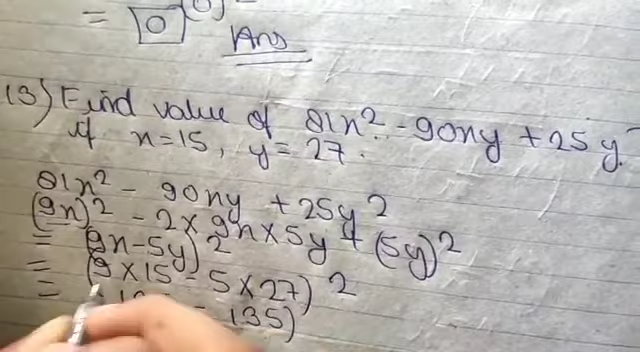 = 0
Ans
13) Find value of 81x² - 90xy + 25y²
if x=15, y=27.
81x² - 90xy + 25y²
(9x)² - 2×9x×5y + (5y)²
= (9x-5y)²
= (9×15 - 5×27)²
= 135)